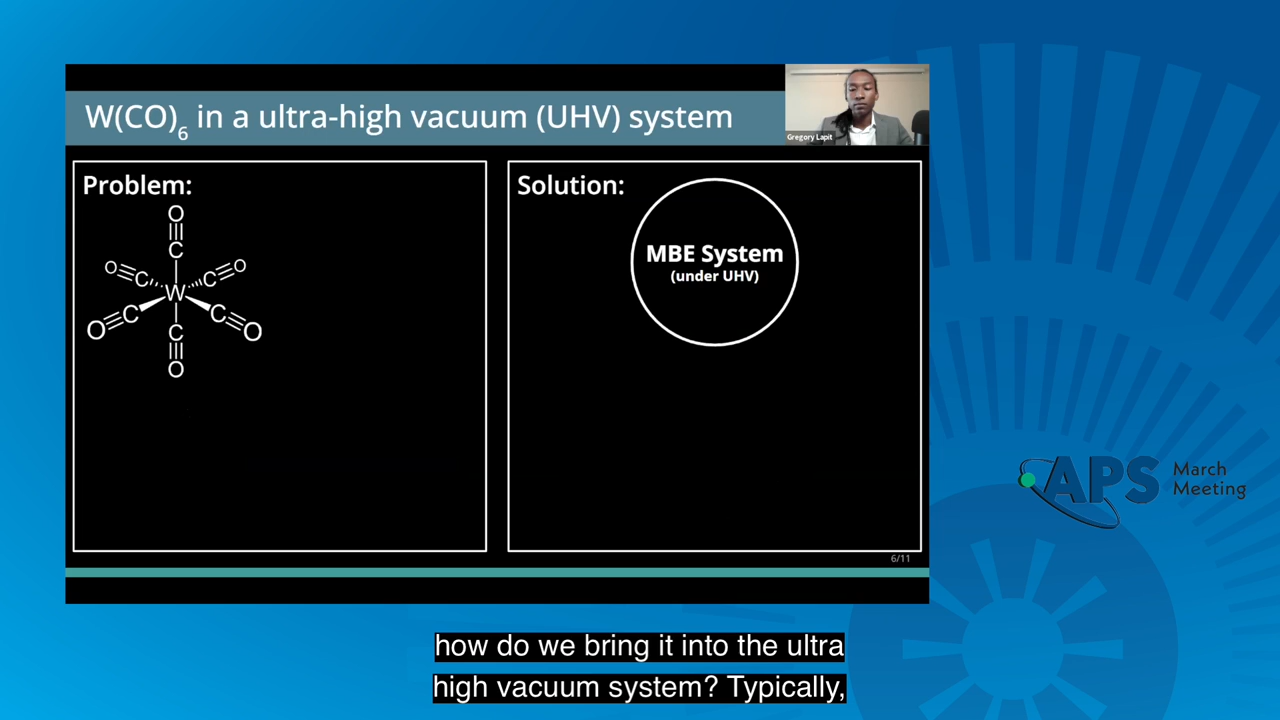 W(CO)6 in a ultra-high vacuum (UHV) system
Gregory Lapit
Problem:
O
C
O C C O
W
O C C O
C
O
Solution:
MBE System
(under UHV)
6/11
APS March
Meeting
how do we bring it into the ultra
high vacuum system? Typically,